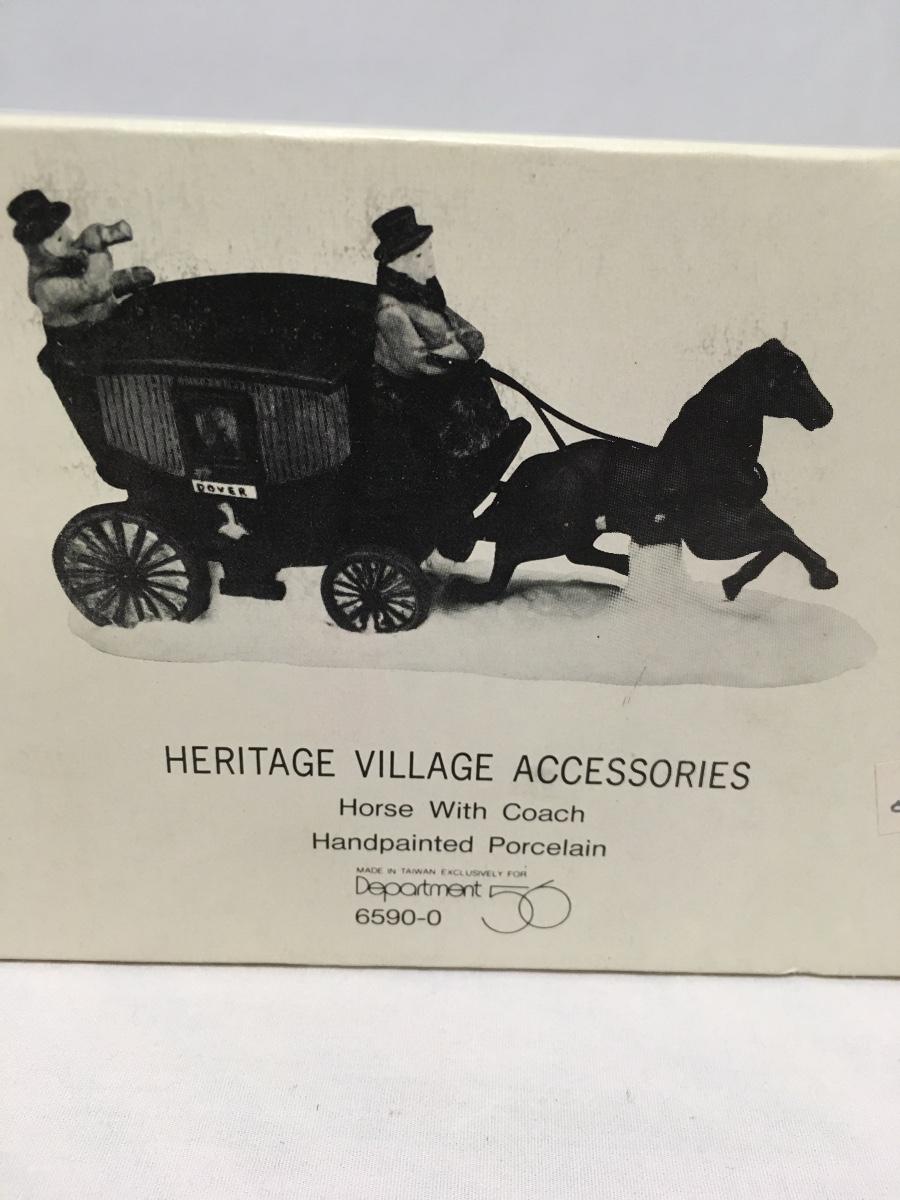 DOVER
HERITAGE VILLAGE ACCESSORIES
Horse With Coach
Handpainted Porcelain
MADE IN TAIWAN EXCLUSIVELY FOR
Department 56
6590-0